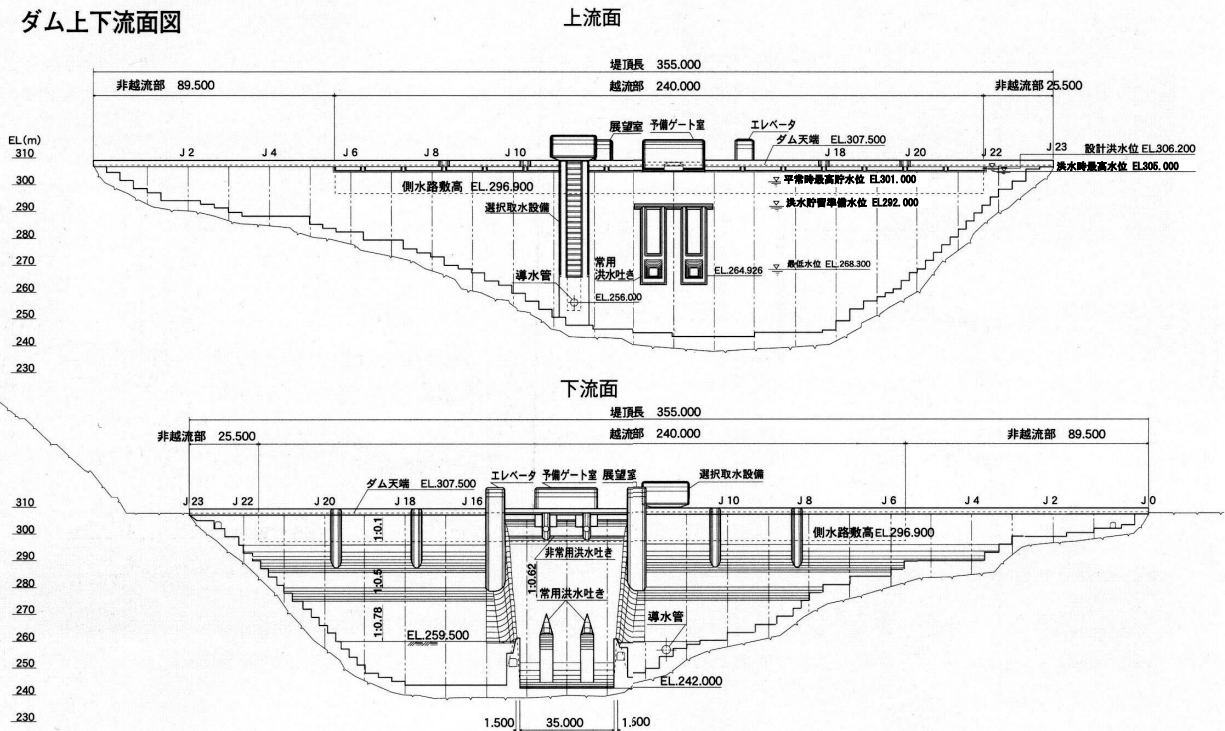 ダム上下流面図
上流面
堤頂長 355.000
非越流部 89.500
越流部 240.000
非越流部 25.500
EL(m)
展望室
予備ゲート室
エレベータ
ダム天端 EL.307.500
310
J 2
J 4
J 6
J 8
J 10
J 18
J 20
J 22
J 23
設計洪水位 EL.306.200
洪水時最高水位 EL305.000
300
側水路敷高 EL.296.900
平常時最高貯水位 EL301.000
290
選択取水設備
洪水貯留準備水位 EL292.000
280
270
導水管
常用
洪水吐き
EL.264.926
最低水位 EL.268.300
260
EL.256.000
250
240
230
下流面
堤頂長 355.000
非越流部 25.500
越流部 240.000
非越流部 89.500
エレベータ
予備ゲート室
展望室
選択取水設備
ダム天端 EL.307.500
310
J 23
J 22
J 20
J 18
J 16
J 10
J 8
J 6
J 4
J 2
J 0
300
1:0.1
側水路敷高 EL.296.900
290
非常用洪水吐き
280
1:0.5
1:0.62
常用洪水吐き
270
1:0.78
導水管
260
EL.259.500
250
240
EL.242.000
230
1.500
35.000
1.500